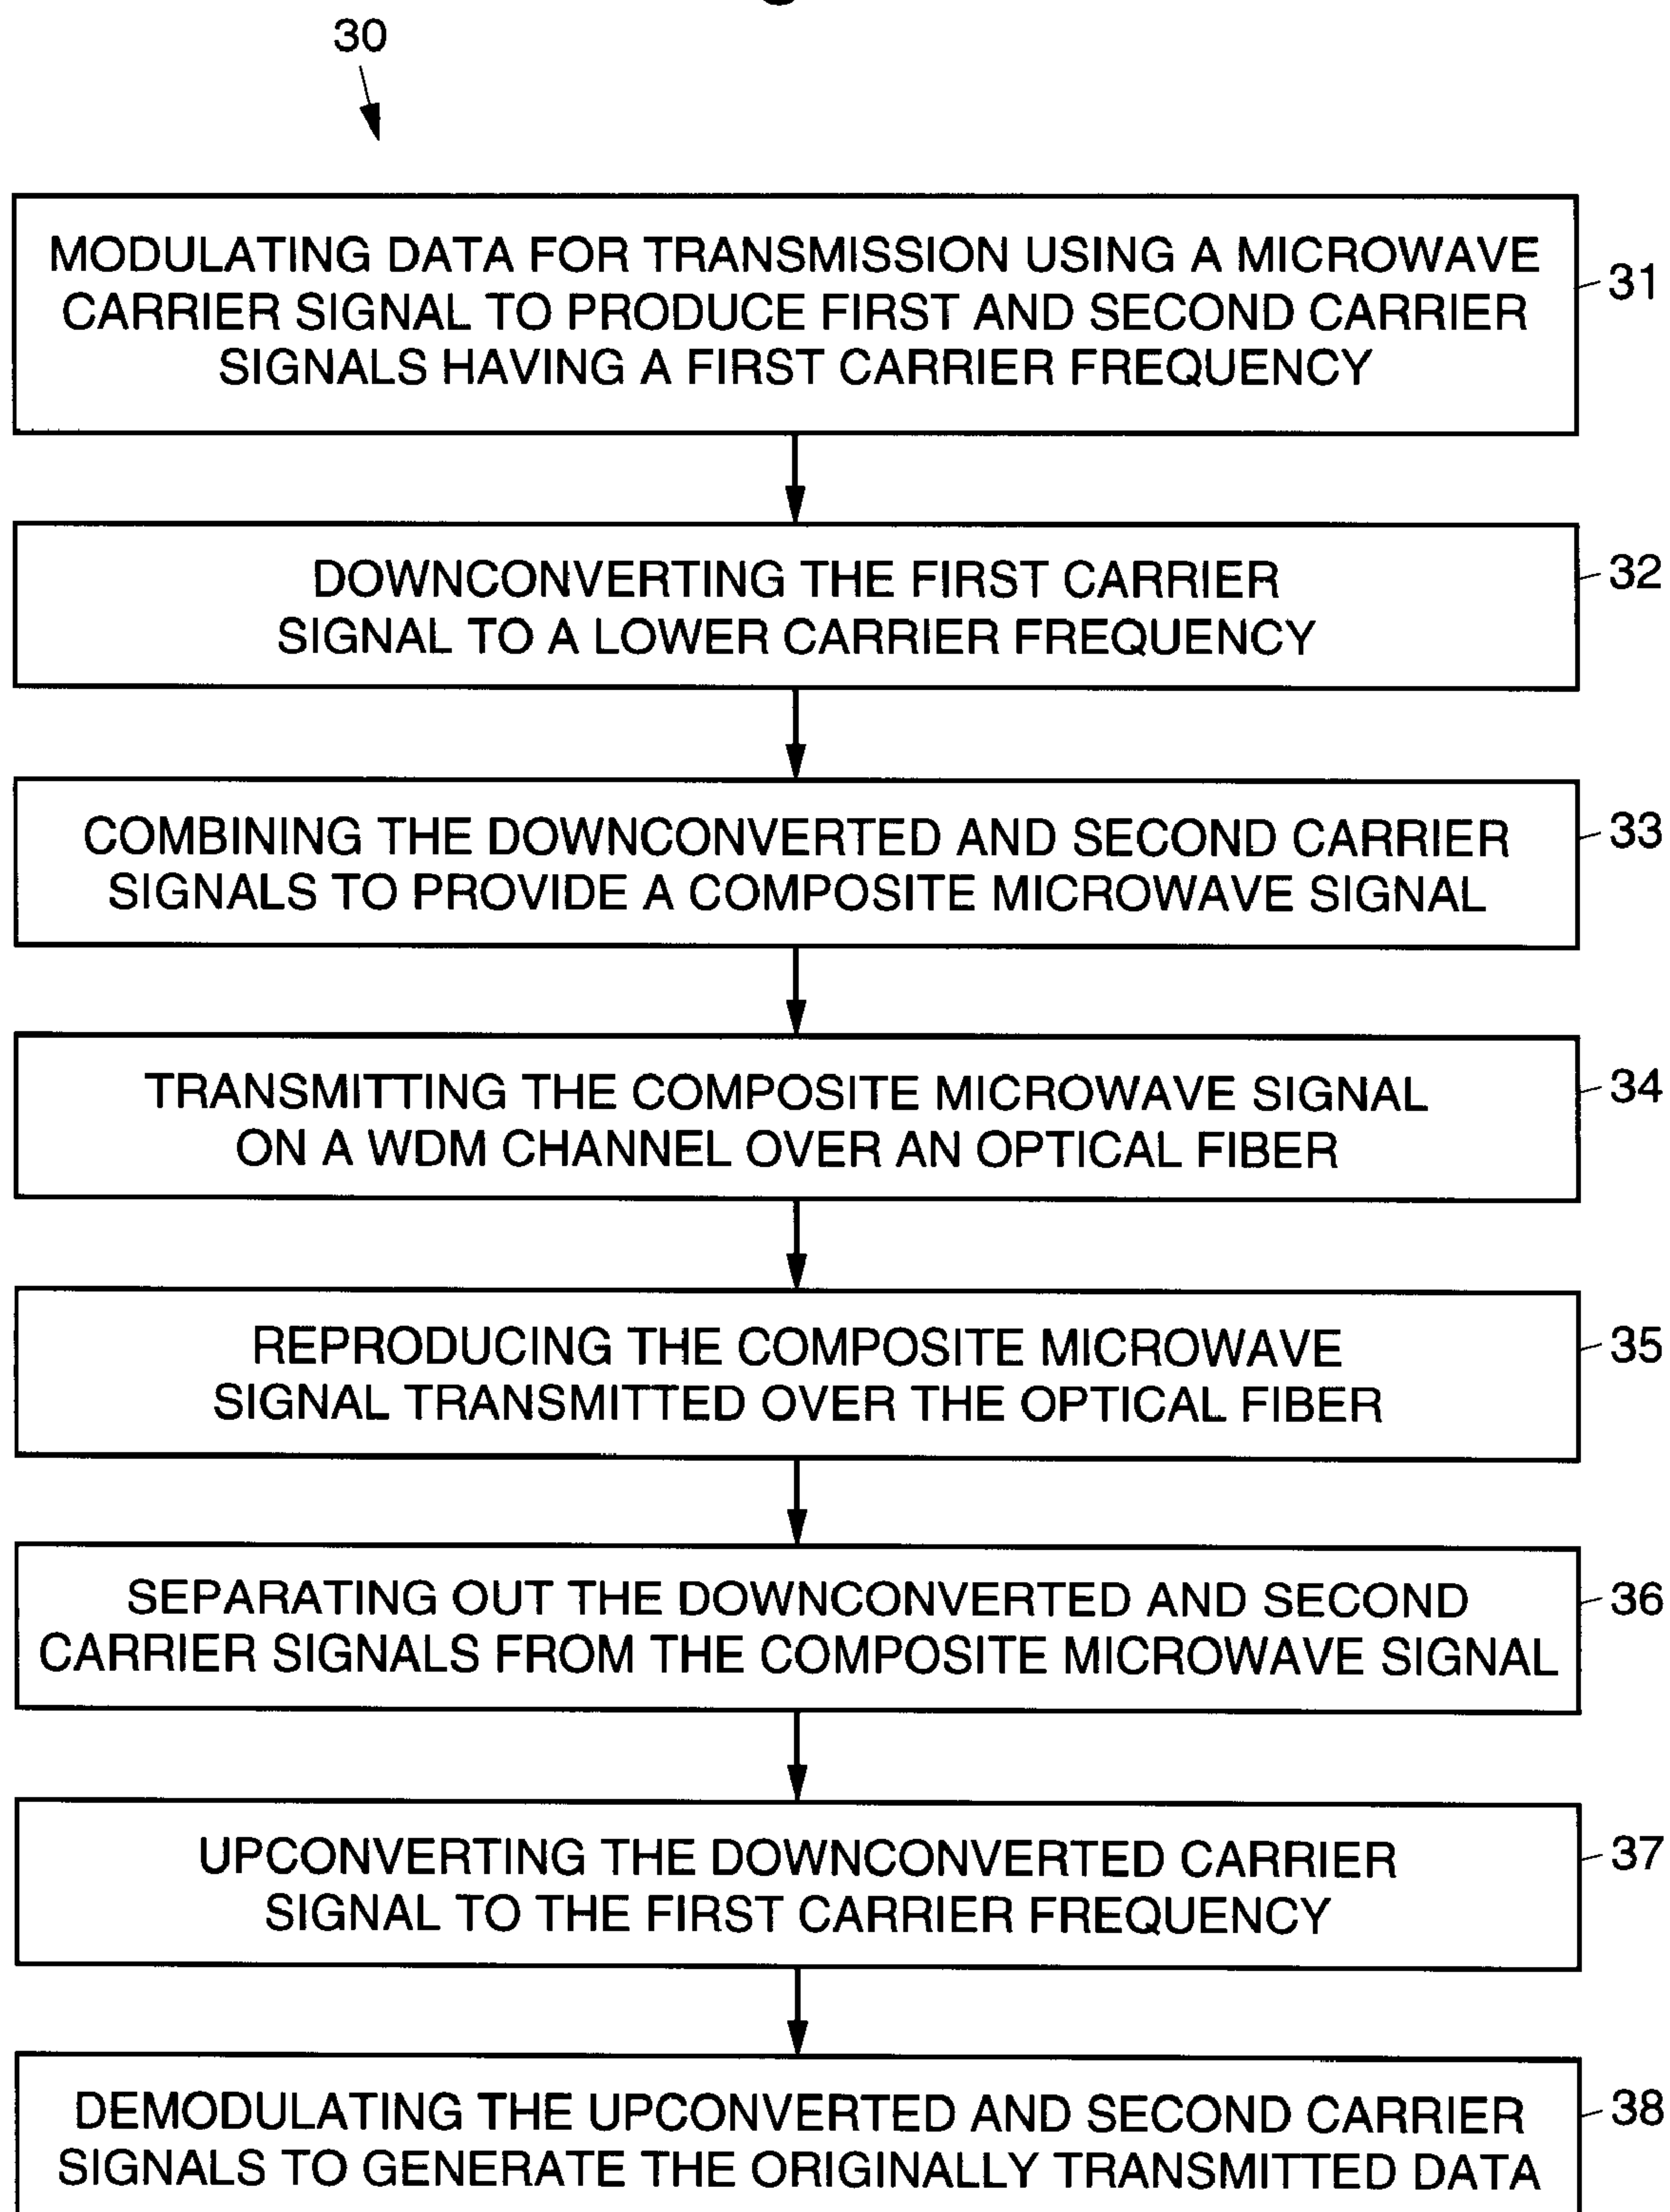 30
MODULATING DATA FOR TRANSMISSION USING A MICROWAVE
CARRIER SIGNAL TO PRODUCE FIRST AND SECOND CARRIER
SIGNALS HAVING A FIRST CARRIER FREQUENCY
31
DOWNCONVERTING THE FIRST CARRIER
SIGNAL TO A LOWER CARRIER FREQUENCY
32
COMBINING THE DOWNCONVERTED AND SECOND CARRIER
SIGNALS TO PROVIDE A COMPOSITE MICROWAVE SIGNAL
33
TRANSMITTING THE COMPOSITE MICROWAVE SIGNAL
ON A WDM CHANNEL OVER AN OPTICAL FIBER
34
REPRODUCING THE COMPOSITE MICROWAVE
SIGNAL TRANSMITTED OVER THE OPTICAL FIBER
35
SEPARATING OUT THE DOWNCONVERTED AND SECOND
CARRIER SIGNALS FROM THE COMPOSITE MICROWAVE SIGNAL
36
UPCONVERTING THE DOWNCONVERTED CARRIER
SIGNAL TO THE FIRST CARRIER FREQUENCY
37
DEMODULATING THE UPCONVERTED AND SECOND CARRIER
SIGNALS TO GENERATE THE ORIGINALLY TRANSMITTED DATA
38